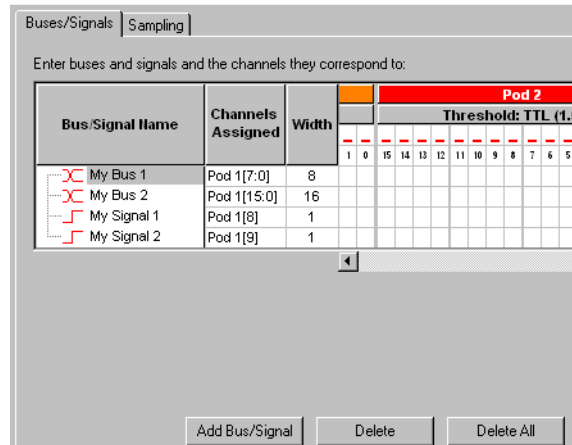 Buses/Signals Sampling
Enter buses and signals and the channels they correspond to:
Bus/Signal Name Channels Assigned Width Pod 2
Threshold: TTL (1.
1 0 15 14 13 12 11 10 9 8 7 6 5
My Bus 1 Pod 1[7:0] 8
My Bus 2 Pod 1[15:0] 16
My Signal 1 Pod 1[8] 1
My Signal 2 Pod 1[9] 1
Add Bus/Signal Delete Delete All